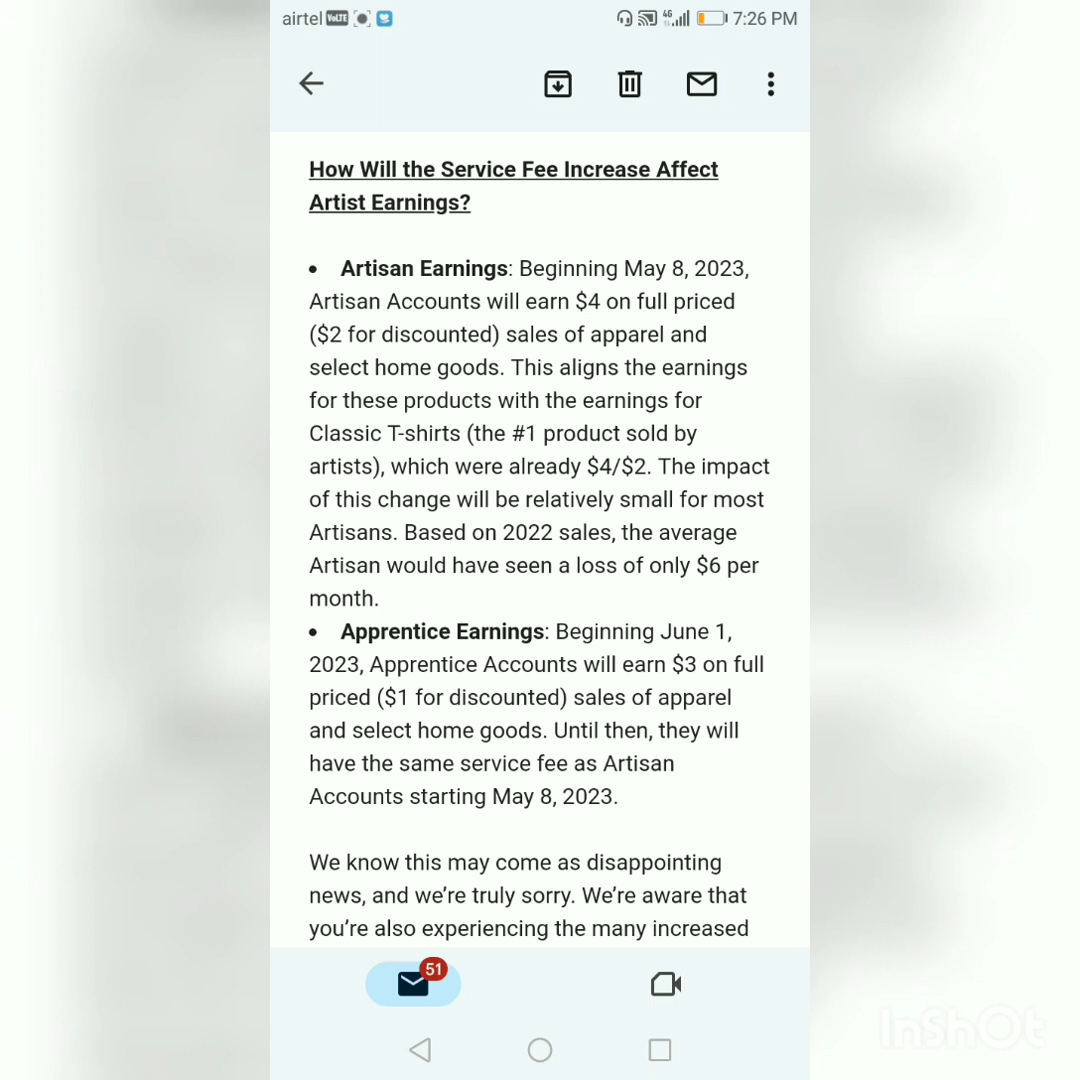 airtel VoLTE 4G 7:26 PM
How Will the Service Fee Increase Affect
Artist Earnings?
• Artisan Earnings: Beginning May 8, 2023,
Artisan Accounts will earn $4 on full priced
($2 for discounted) sales of apparel and
select home goods. This aligns the earnings
for these products with the earnings for
Classic T-shirts (the #1 product sold by
artists), which were already $4/$2. The impact
of this change will be relatively small for most
Artisans. Based on 2022 sales, the average
Artisan would have seen a loss of only $6 per
month.
• Apprentice Earnings: Beginning June 1,
2023, Apprentice Accounts will earn $3 on full
priced ($1 for discounted) sales of apparel
and select home goods. Until then, they will
have the same service fee as Artisan
Accounts starting May 8, 2023.
We know this may come as disappointing
news, and we’re truly sorry. We’re aware that
you’re also experiencing the many increased
51
InShOt